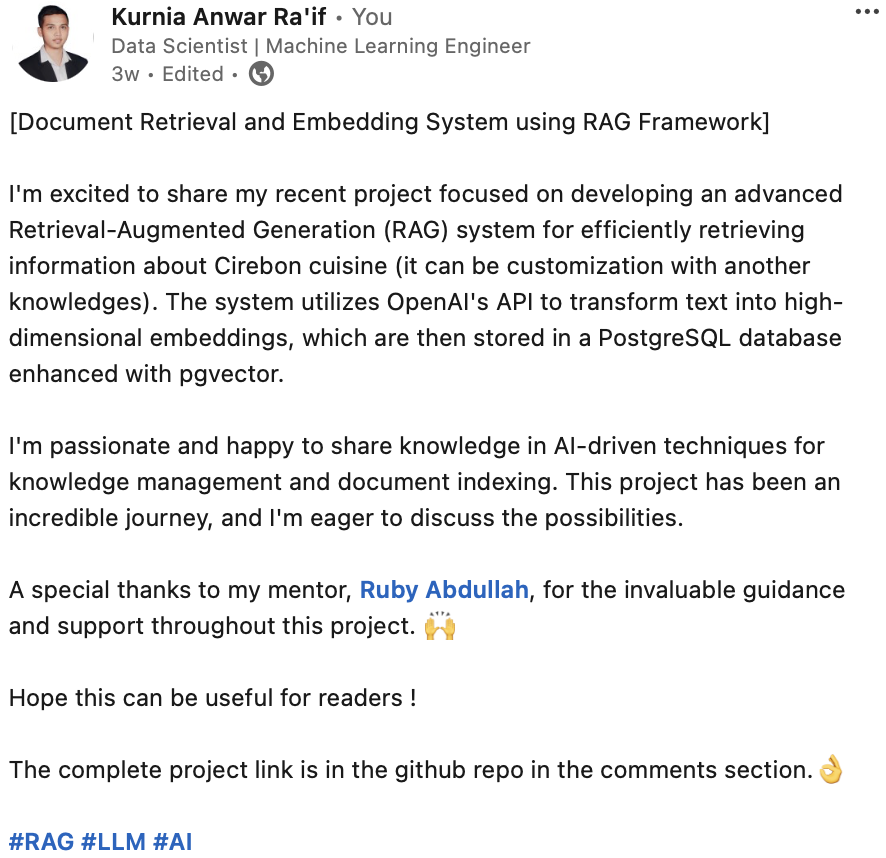 Kurnia Anwar Ra'if • You
Data Scientist | Machine Learning Engineer
3w • Edited •
[Document Retrieval and Embedding System using RAG Framework]
I'm excited to share my recent project focused on developing an advanced
Retrieval-Augmented Generation (RAG) system for efficiently retrieving
information about Cirebon cuisine (it can be customization with another
knowledges). The system utilizes OpenAI's API to transform text into high-
dimensional embeddings, which are then stored in a PostgreSQL database
enhanced with pgvector.
I'm passionate and happy to share knowledge in AI-driven techniques for
knowledge management and document indexing. This project has been an
incredible journey, and I'm eager to discuss the possibilities.
A special thanks to my mentor, Ruby Abdullah, for the invaluable guidance
and support throughout this project. 🙌
Hope this can be useful for readers !
The complete project link is in the github repo in the comments section.👌
#RAG #LLM #AI